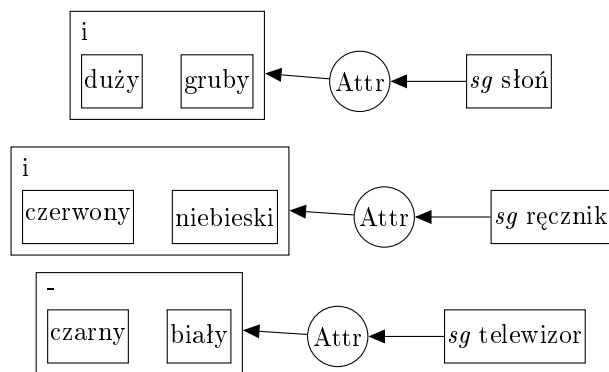 i
duży gruby Attr sg słoń
i
czerwony niebieski Attr sg ręcznik
-
czarny biały Attr sg telewizor